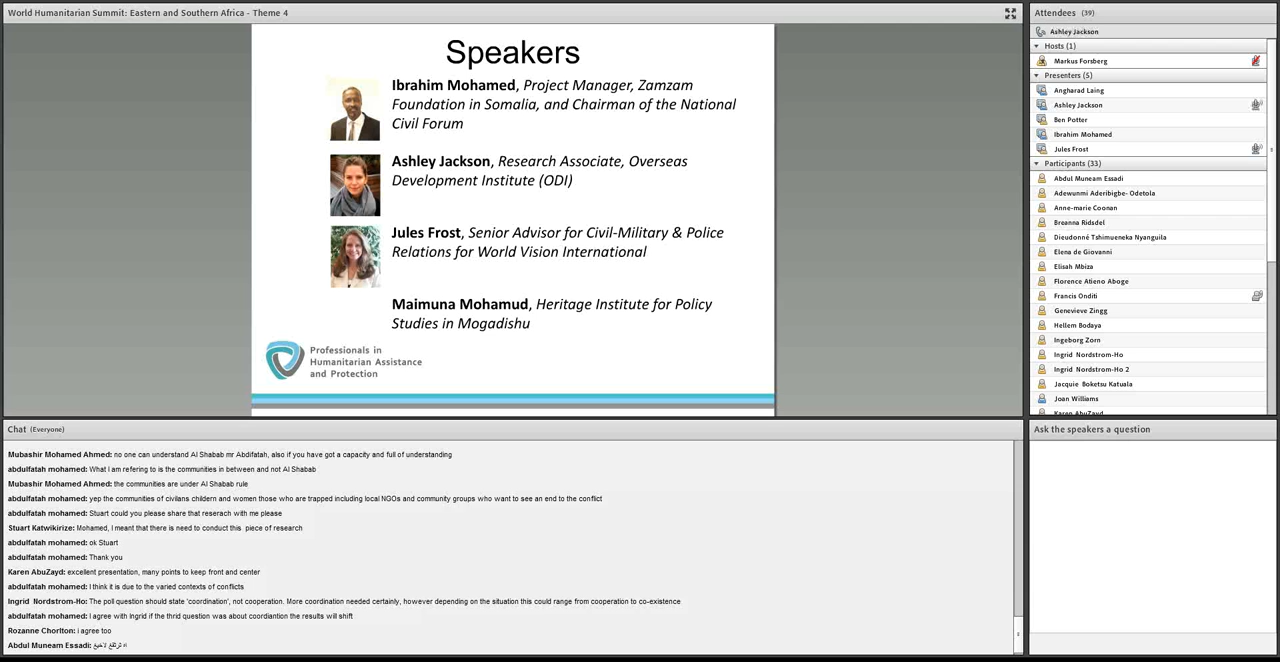 World Humanitarian Summit: Eastern and Southern Africa - Theme 4
Speakers
Ibrahim Mohamed, Project Manager, Zamzam
Foundation in Somalia, and Chairman of the National
Civil Forum
Ashley Jackson, Research Associate, Overseas
Development Institute (ODI)
Jules Frost, Senior Advisor for Civil-Military & Police
Relations for World Vision International
Maimuna Mohamud, Heritage Institute for Policy
Studies in Mogadishu
Professionals in
Humanitarian Assistance
and Protection
Attendees (39)
Ashley Jackson
Hosts (1)
Markus Forsberg
Presenters (5)
Angharad Laing
Ashley Jackson
Ben Potter
Ibrahim Mohamed
Jules Frost
Participants (33)
Abdul Muneam Essadi
Adewunmi Aderibigbe- Odetola
Anne-marie Coonan
Breanna Ridsdel
Dieudonné Tshimueneka Nyanguila
Elena de Giovanni
Elisah Mbiza
Florence Atieno Aboge
Francis Onditi
Genevieve Zingg
Hellem Bodaya
Ingeborg Zorn
Ingrid Nordstrom-Ho
Ingrid Nordstrom-Ho 2
Jacquie Boketsu Katuala
Joan Williams
Karen AbuZayd
Chat (Everyone)
Mubashir Mohamed Ahmed: no one can understand Al Shabab mr Abdifatah, also if you have got a capacity and full of understanding
abdulfatah mohamed: What i am refering to is the communities in between and not Al Shabab
Mubashir Mohamed Ahmed: the communities are under Al Shabab rule
abdulfatah mohamed: yep the communities of civilans childern and women those who are trapped including local NGOs and community groups who want to see an end to the conflict
abdulfatah mohamed: Stuart could you please share that reserach with me please
Stuart Katwikirize: Mohamed, I meant that there is need to conduct this piece of research
abdulfatah mohamed: ok Stuart
abdulfatah mohamed: Thank you
Karen AbuZayd: excellent presentation, many points to keep front and center
abdulfatah mohamed: I think it is due to the varied contexts of conflicts
Ingrid Nordstrom-Ho: The poll question should state 'coordination', not cooperation. More coordination needed certainly, however depending on the situation this could range from cooperation to co-existence
abdulfatah mohamed: I agree with Ingrid if the thrid question was about coordiantion the results will shift
Rozanne Chorlton: i agree too
Abdul Muneam Essadi:
Ask the speakers a question